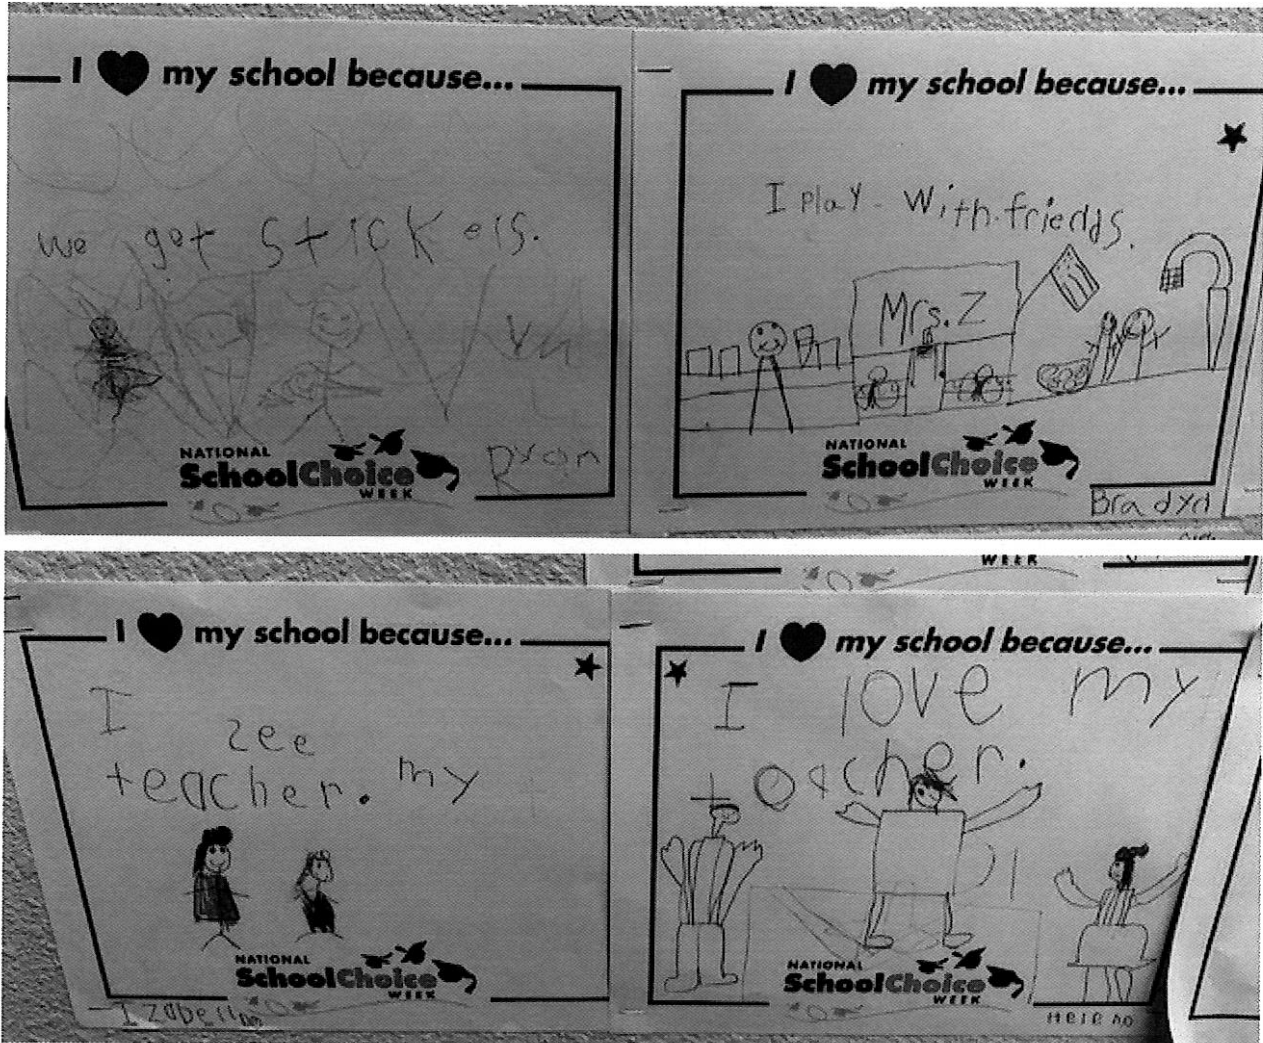 I ♥ my school because...
we get stickers.
NATIONAL
SchoolChoice
WEEK
Ryan
I ♥ my school because...
I Play With friends.
Mrs. Z
NATIONAL
SchoolChoice
WEEK
Bradyn
WEEK
I ♥ my school because...
I zee
teacher. my
NATIONAL
SchoolChoice
WEEK
I ♥ my school because...
I love my
teacher.
NATIONAL
SchoolChoice
WEEK